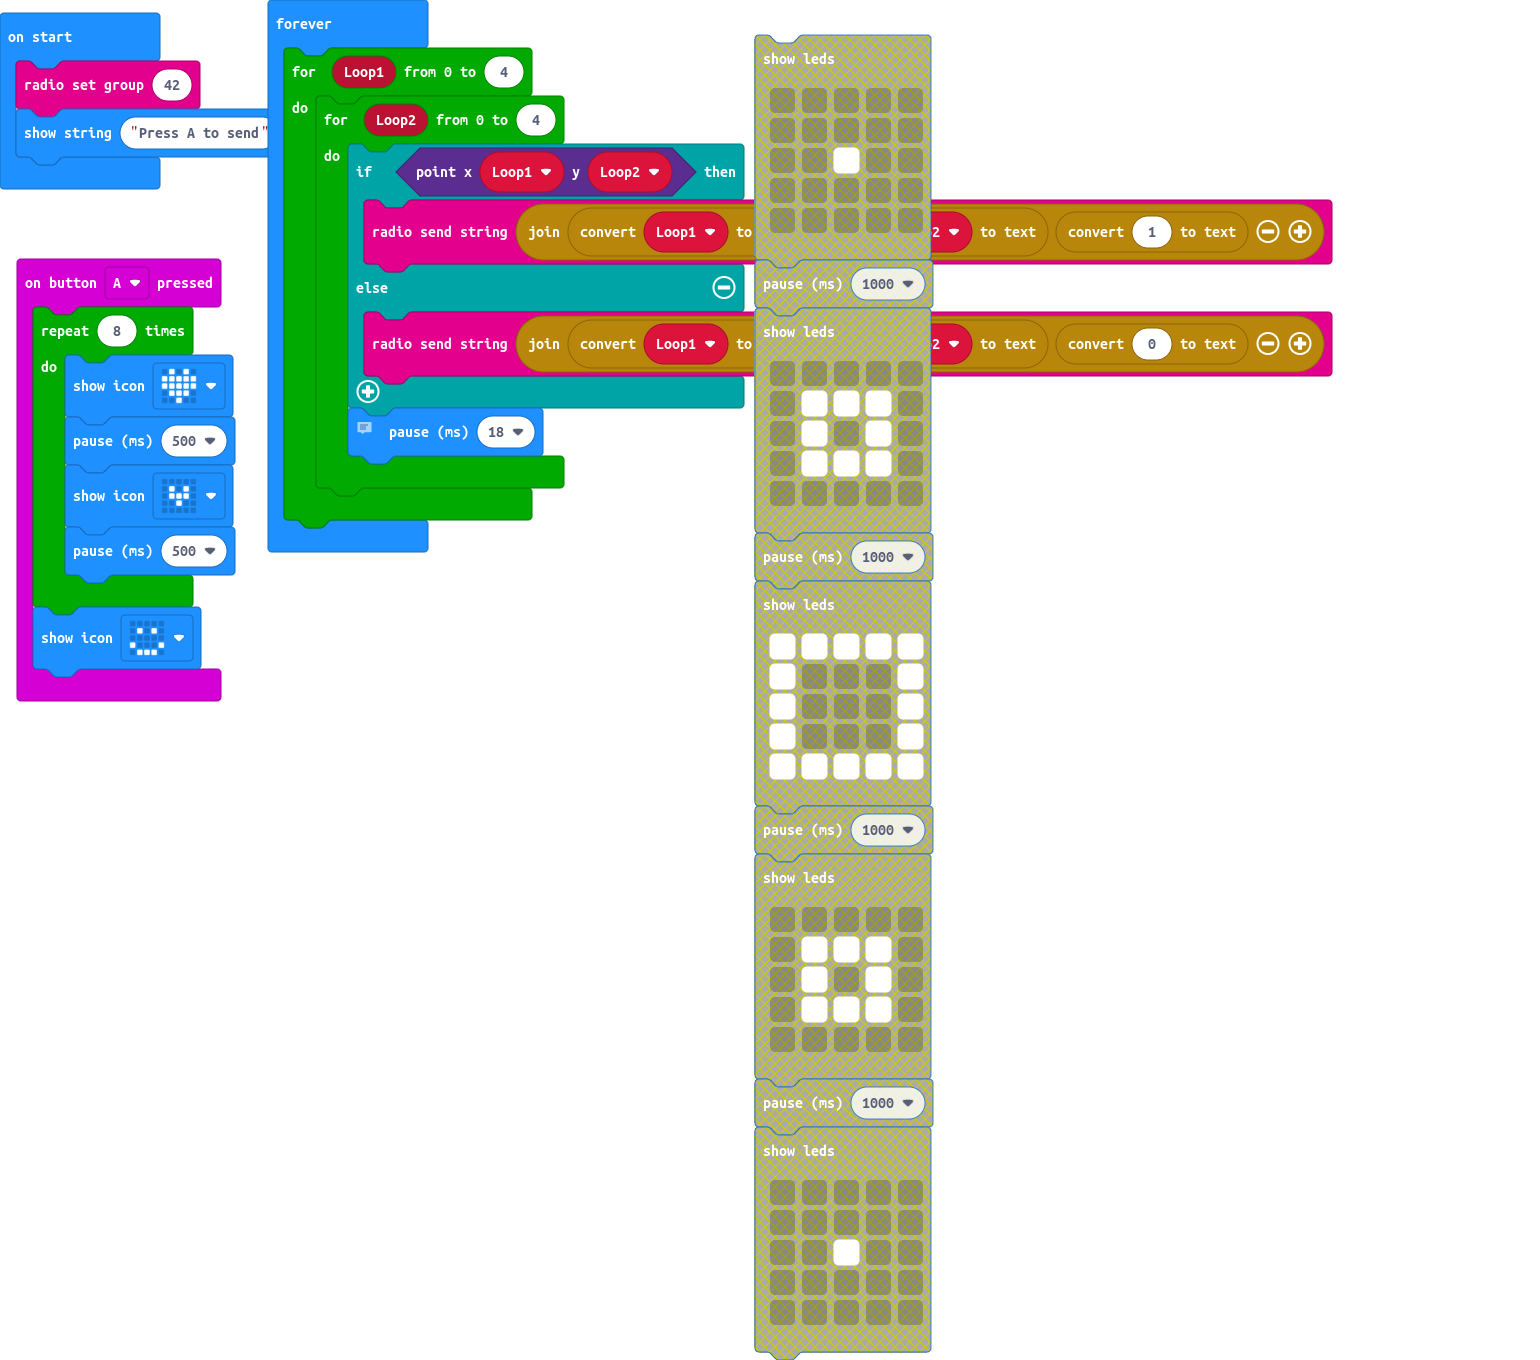 on start
radio set group 42
show string "Press A to send"
on button A pressed
repeat 8 times
do
show icon
pause (ms) 500
show icon
pause (ms) 500
show icon
forever
for Loop1 from 0 to 4
do
for Loop2 from 0 to 4
do
if point x Loop1 y Loop2 then
radio send string join convert Loop1 to 2 to text convert 1 to text
else
radio send string join convert Loop1 to 2 to text convert 0 to text
pause (ms) 18
show leds
pause (ms) 1000
show leds
pause (ms) 1000
show leds
pause (ms) 1000
show leds
pause (ms) 1000
show leds